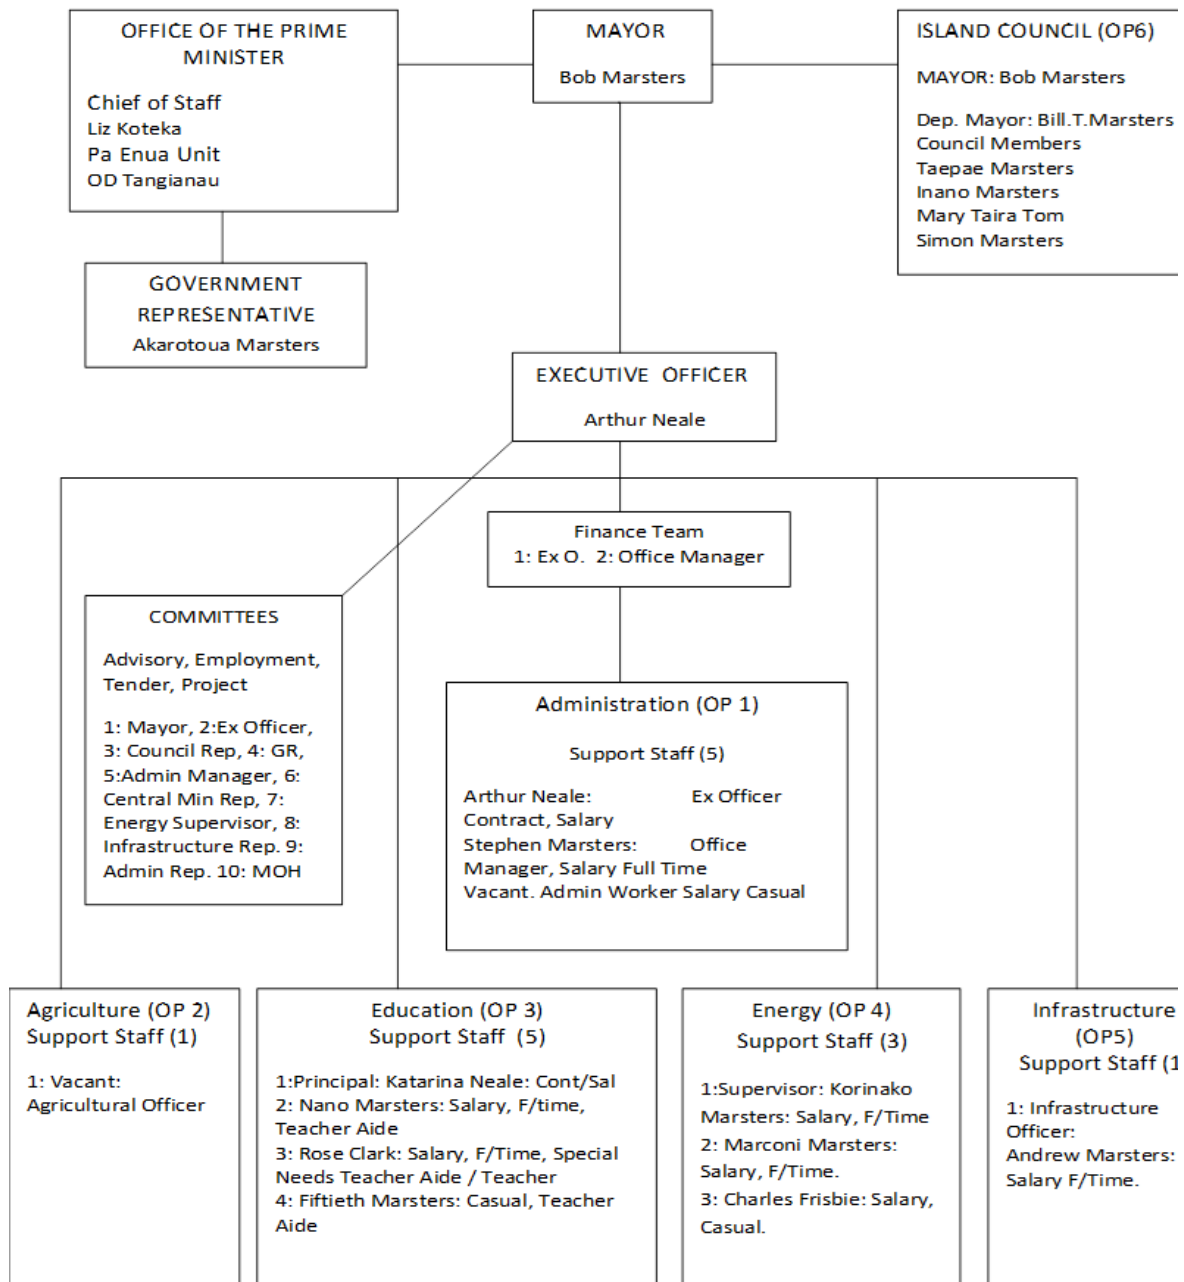 OFFICE OF THE PRIME
MINISTER
Chief of Staff
Liz Koteka
Pa Enua Unit
OD Tangianau
MAYOR
Bob Marsters
ISLAND COUNCIL (OP6)
MAYOR: Bob Marsters
Dep. Mayor: Bill.T.Marsters
Council Members
Taepae Marsters
Inano Marsters
Mary Taira Tom
Simon Marsters
GOVERNMENT
REPRESENTATIVE
Akarotoua Marsters
EXECUTIVE OFFICER
Arthur Neale
Finance Team
1: Ex O. 2: Office Manager
COMMITTEES
Advisory, Employment,
Tender, Project
1: Mayor, 2:Ex Officer,
3: Council Rep, 4: GR,
5:Admin Manager, 6:
Central Min Rep, 7:
Energy Supervisor, 8:
Infrastructure Rep. 9:
Admin Rep. 10: MOH
Administration (OP 1)
Support Staff (5)
Arthur Neale: Ex Officer
Contract, Salary
Stephen Marsters: Office
Manager, Salary Full Time
Vacant. Admin Worker Salary Casual
Agriculture (OP 2)
Support Staff (1)
1: Vacant:
Agricultural Officer
Education (OP 3)
Support Staff (5)
1:Principal: Katarina Neale: Cont/Sal
2: Nano Marsters: Salary, F/time,
Teacher Aide
3: Rose Clark: Salary, F/Time, Special
Needs Teacher Aide / Teacher
4: Fiftieth Marsters: Casual, Teacher
Aide
Energy (OP 4)
Support Staff (3)
1:Supervisor: Korinako
Marsters: Salary, F/Time
2: Marconi Marsters:
Salary, F/Time.
3: Charles Frisbie: Salary,
Casual.
Infrastructure
(OP5)
Support Staff (1
1: Infrastructure
Officer:
Andrew Marsters:
Salary F/Time.